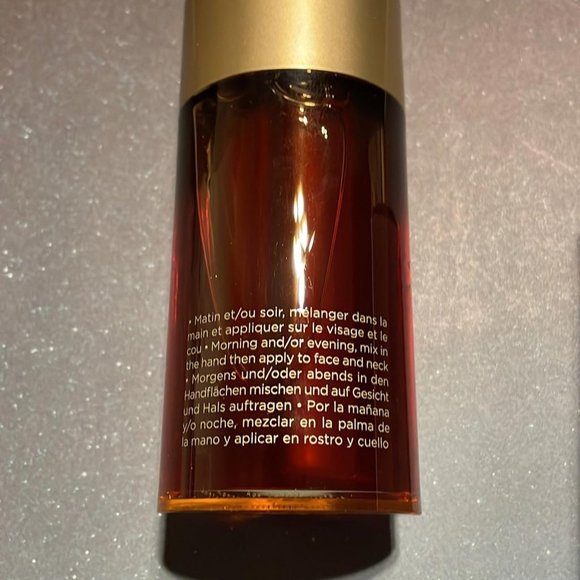 • Matin et/ou soir, mélanger dans la
main et appliquer sur le visage et le
cou • Morning and/or evening, mix in
the hand then apply to face and neck
• Morgens und/oder abends in den
Handflächen mischen und auf Gesicht
und Hals auftragen • Por la mañana
y/o noche, mezclar en la palma de
la mano y aplicar en rostro y cuello